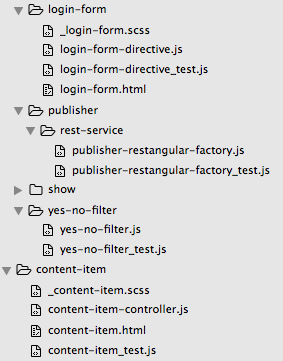 login-form
_login-form.scss
login-form-directive.js
login-form-directive_test.js
login-form.html
publisher
rest-service
publisher-restangular-factory.js
publisher-restangular-factory_test.js
show
yes-no-filter
yes-no-filter.js
yes-no-filter_test.js
content-item
_content-item.scss
content-item-controller.js
content-item.html
content-item_test.js